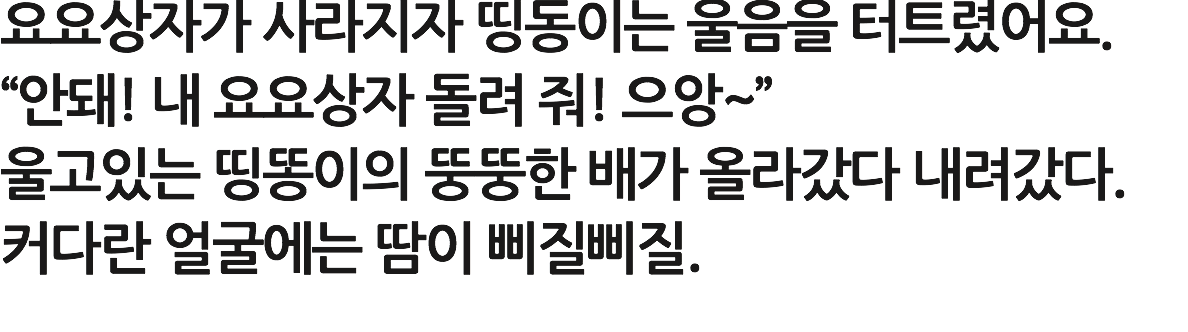 요요상자가 사라지자 띵동이는 울음을 터트렸어요.
“안돼! 내 요요상자 돌려 줘! 으앙~”
울고있는 띵똥이의 뚱뚱한 배가 올라갔다 내려갔다.
커다란 얼굴에는 땀이 삐질삐질.